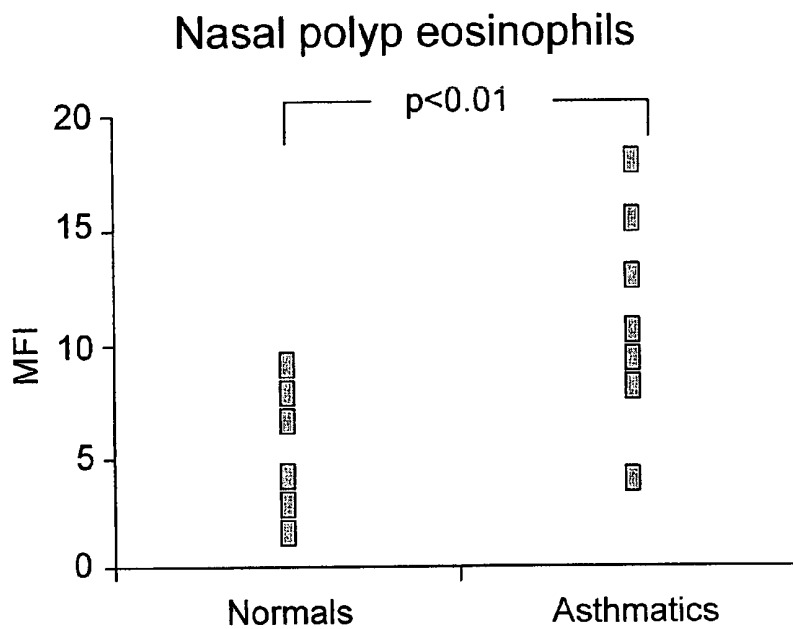 Nasal polyp eosinophils
p<0.01
20
15
10
5
0
MFI
Normals
Asthmatics